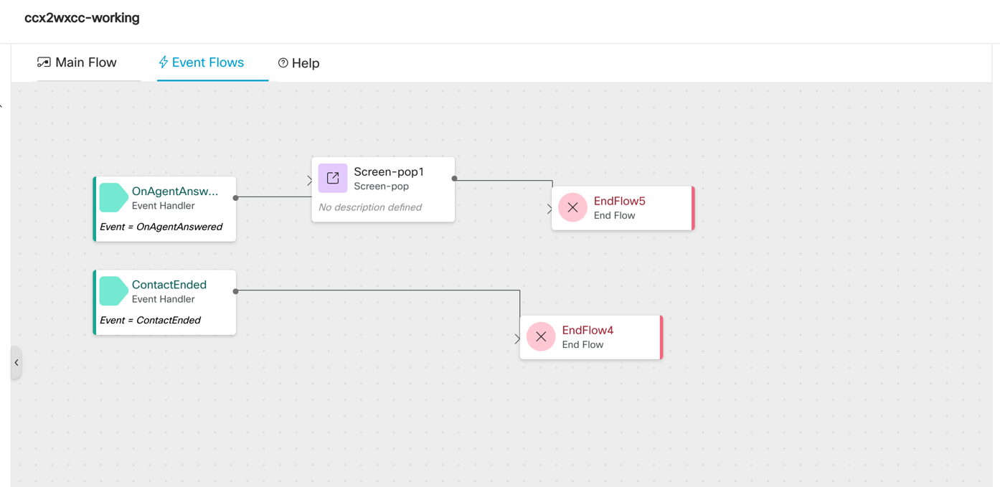 ccx2wxcc-working
Main Flow
Event Flows
Help
OnAgentAnsw...
Event Handler
Event = OnAgentAnswered
Screen-pop1
Screen-pop
No description defined
EndFlow5
End Flow
ContactEnded
Event Handler
Event = ContactEnded
EndFlow4
End Flow